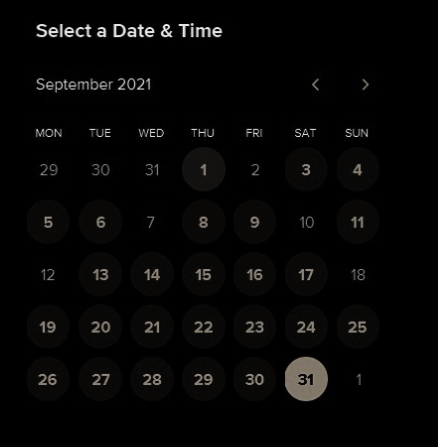 Select a Date & Time
September 2021
MON TUE WED THU FRI SAT SUN
29 30 31 1 2 3 4
5 6 7 8 9 10 11
12 13 14 15 16 17 18
19 20 21 22 23 24 25
26 27 28 29 30 31 1